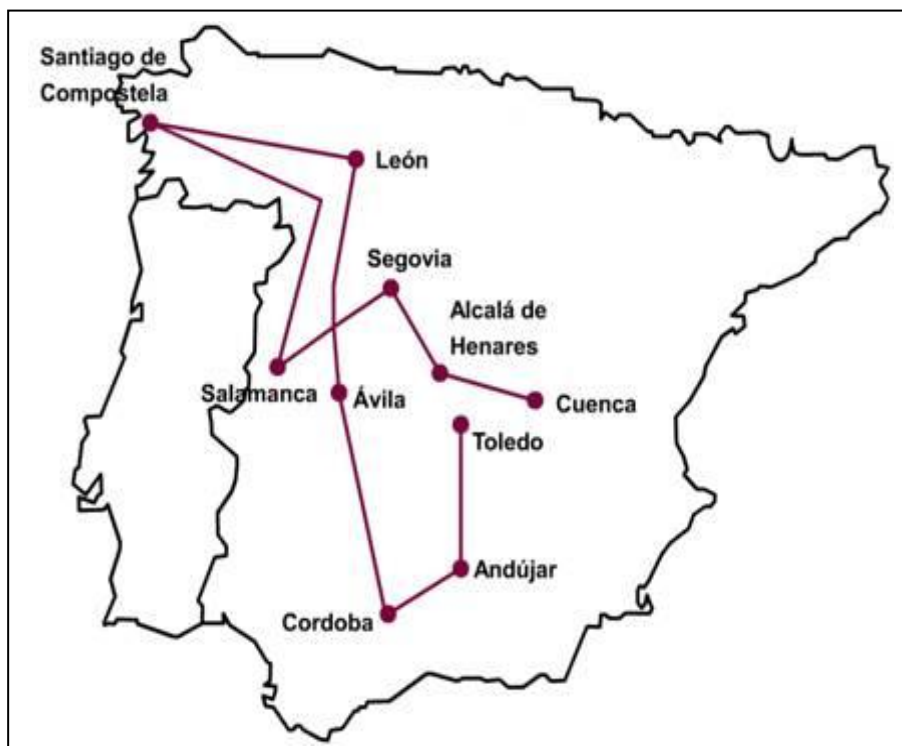 Santiago de
Compostela
León
Segovia
Alcalá de
Henares
Salamanca
Ávila
Cuenca
Toledo
Andújar
Cordoba